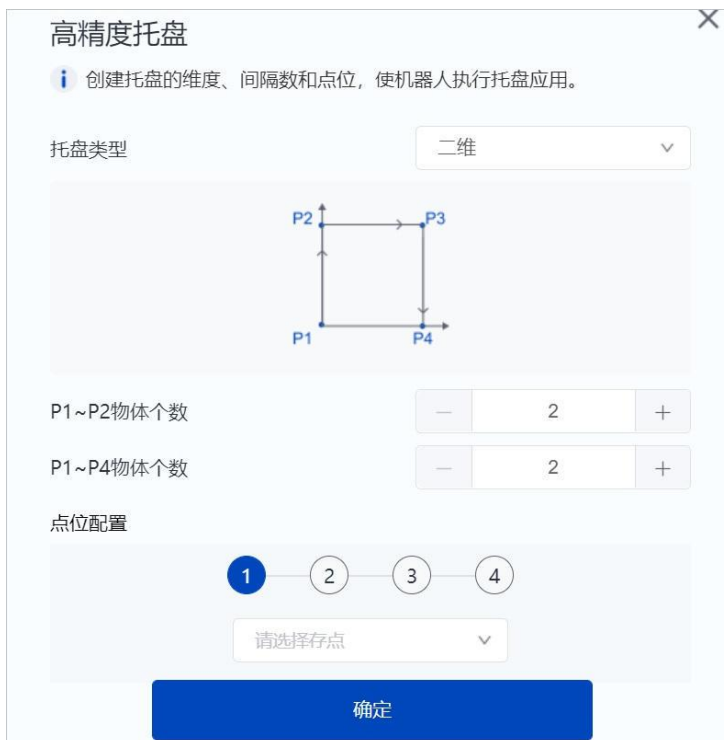 高精度托盘
i 创建托盘的维度、间隔数和点位，使机器人执行托盘应用。
托盘类型 二维
P2 P3
P1 P4
P1~P2物体个数 2
P1~P4物体个数 2
点位配置
1 2 3 4
请选择存点
确定